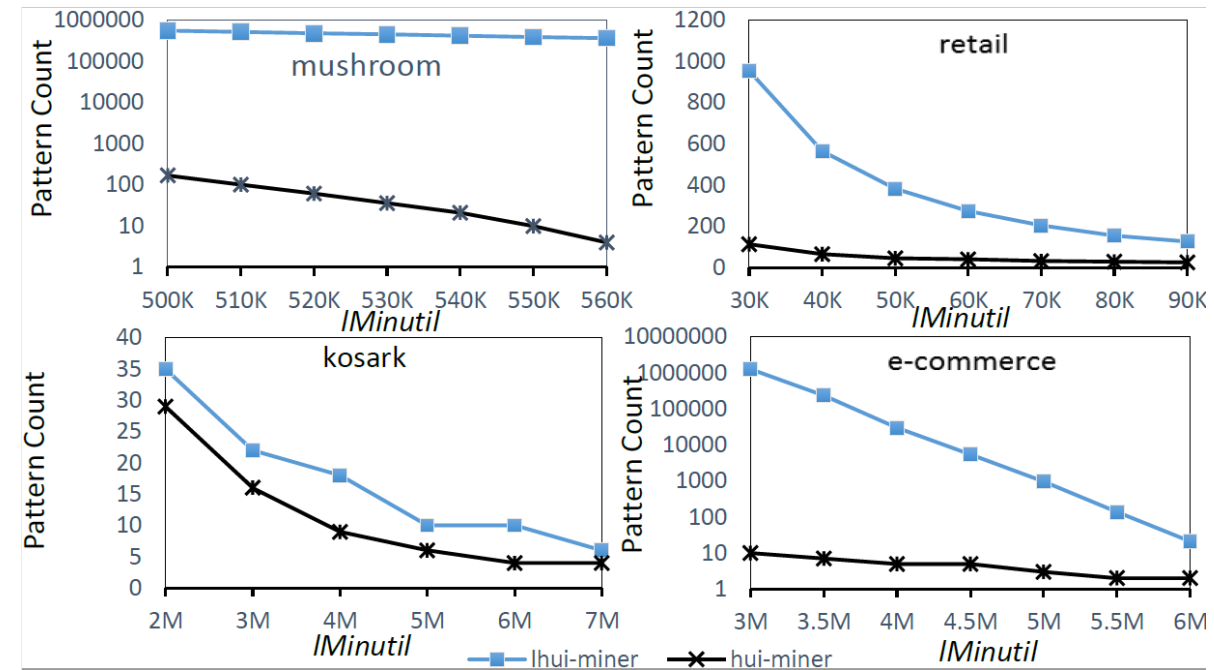 mushroom
Pattern Count
1000000
100000
10000
1000
100
10
1
500K 510K 520K 530K 540K 550K 560K
lMinutil
retail
Pattern Count
1200
1000
800
600
400
200
0
30K 40K 50K 60K 70K 80K 90K
lMinutil
kosark
Pattern Count
40
35
30
25
20
15
10
5
0
2M 3M 4M 5M 6M 7M
lMinutil
e-commerce
Pattern Count
10000000
1000000
100000
10000
1000
100
10
1
3M 3.5M 4M 4.5M 5M 5.5M 6M
lMinutil
lhui-miner hui-miner